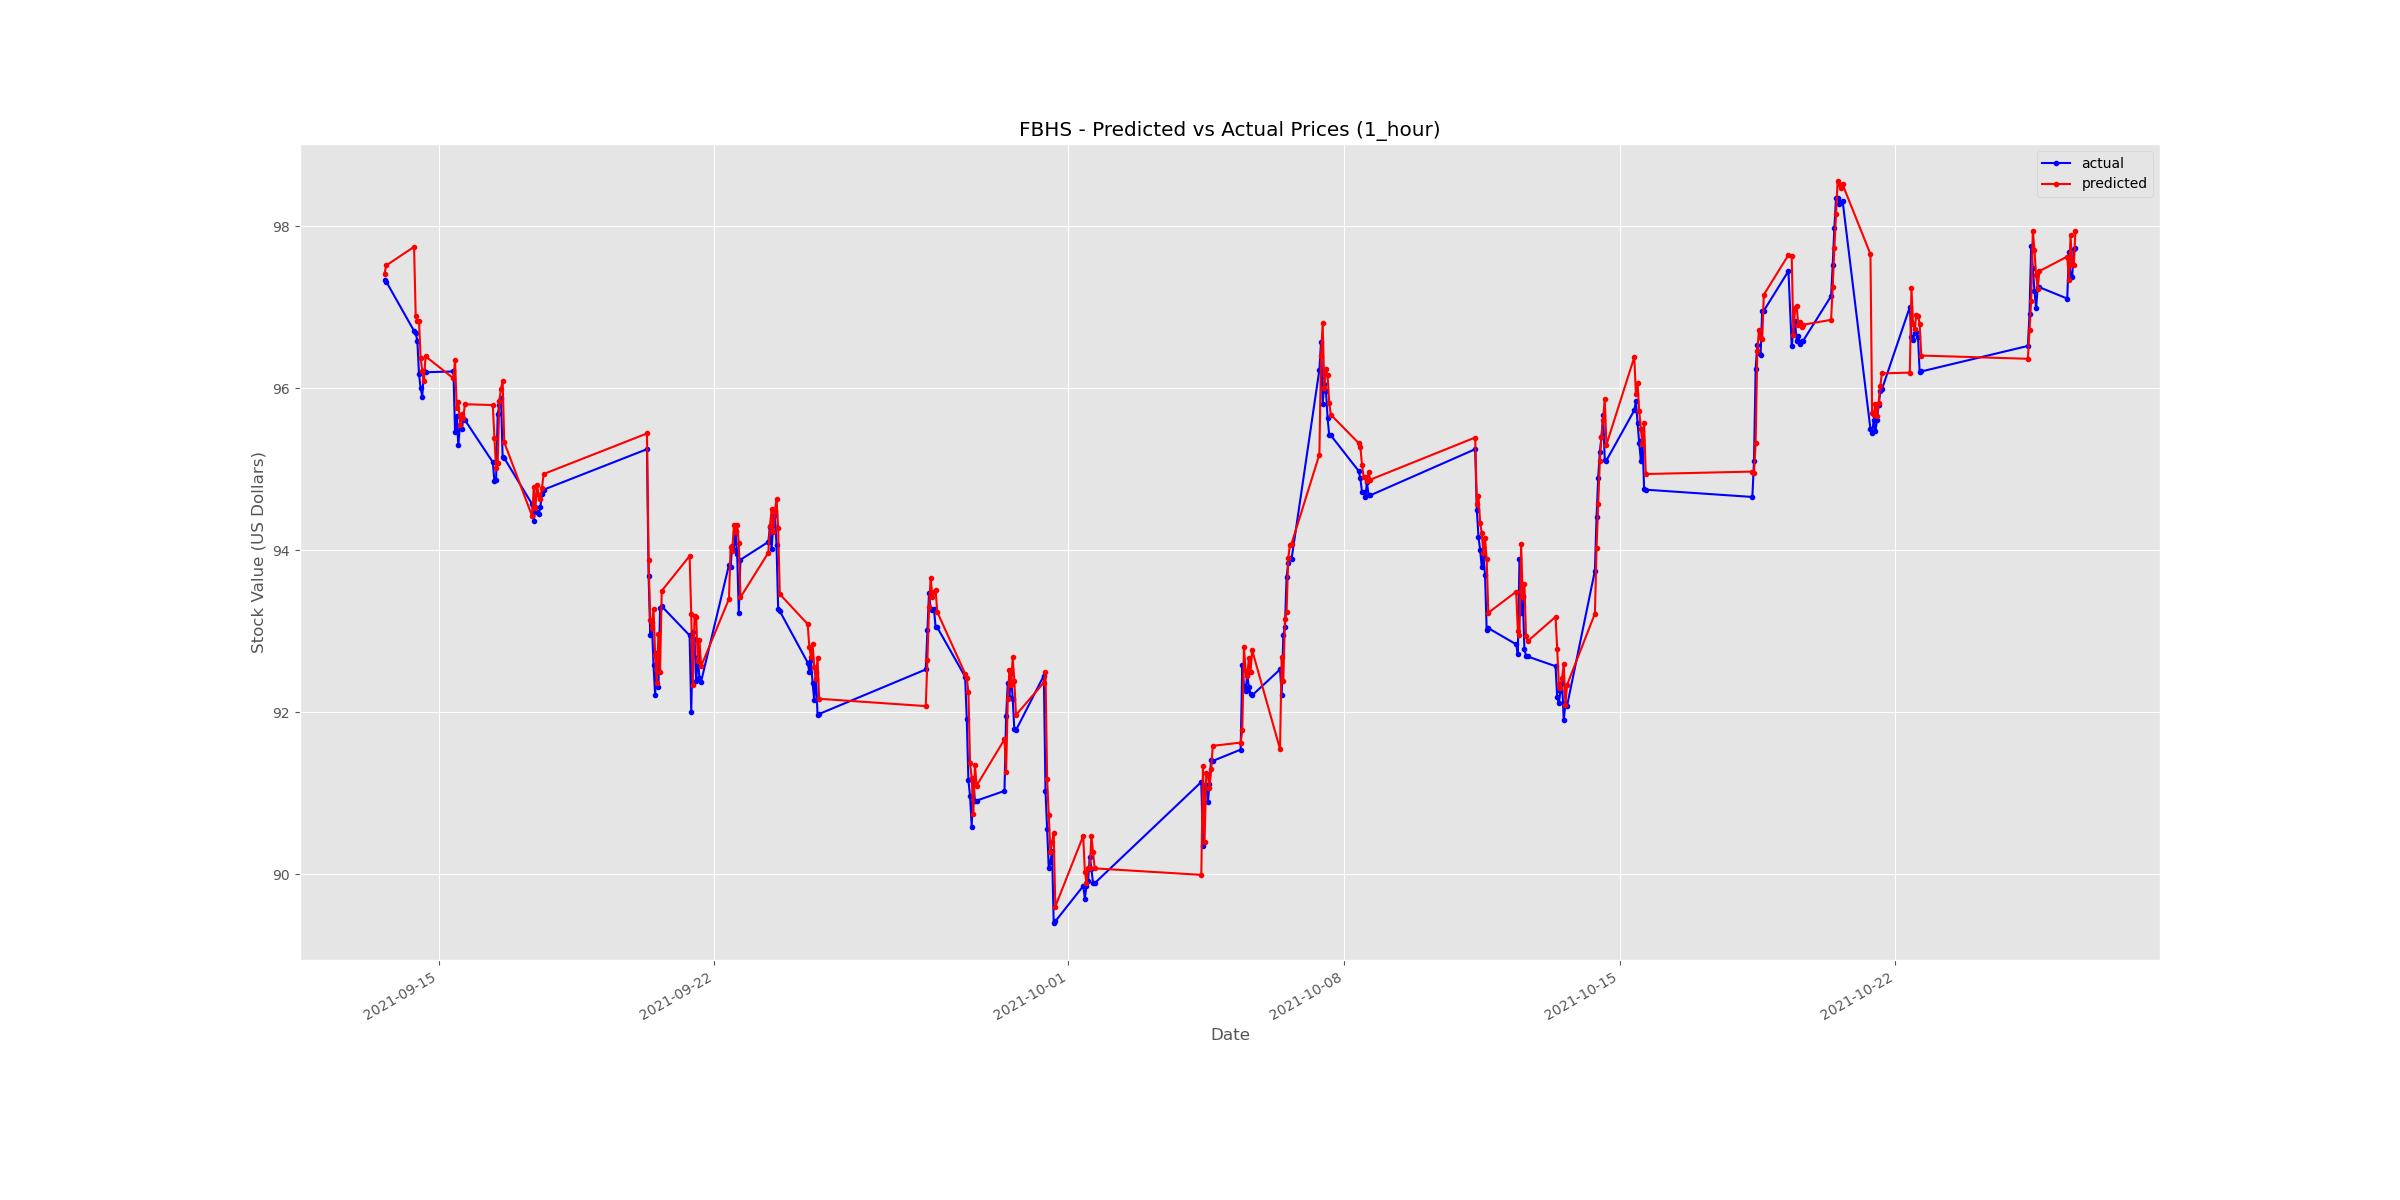 FBHS - Predicted vs Actual Prices (1_hour)
actual
predicted
98
96
94
92
90
Stock Value (US Dollars)
2021-09-15
2021-09-22
2021-10-01
2021-10-08
2021-10-15
2021-10-22
Date